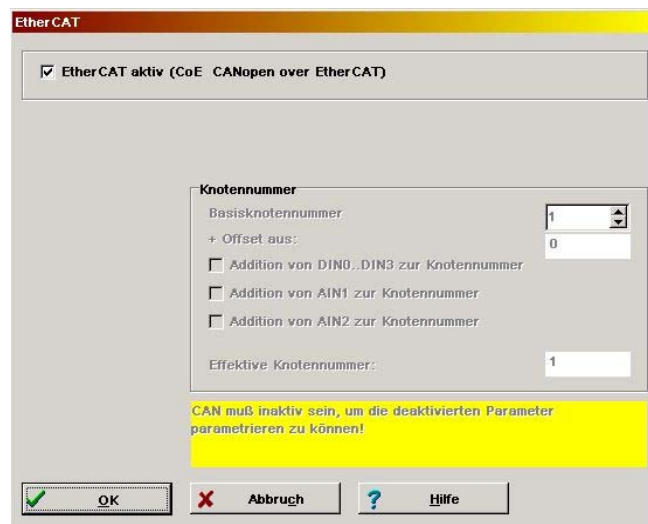 EtherCAT
EtherCAT aktiv (CoE CANopen over EtherCAT)
Knotennummer
Basisknotennummer 1
+ Offset aus: 0
Addition von DIN0..DIN3 zur Knotennummer
Addition von AIN1 zur Knotennummer
Addition von AIN2 zur Knotennummer
Effektive Knotennummer: 1
CAN muß inaktiv sein, um die deaktivierten Parameter
parametrieren zu können!
OK Abbruch ? Hilfe